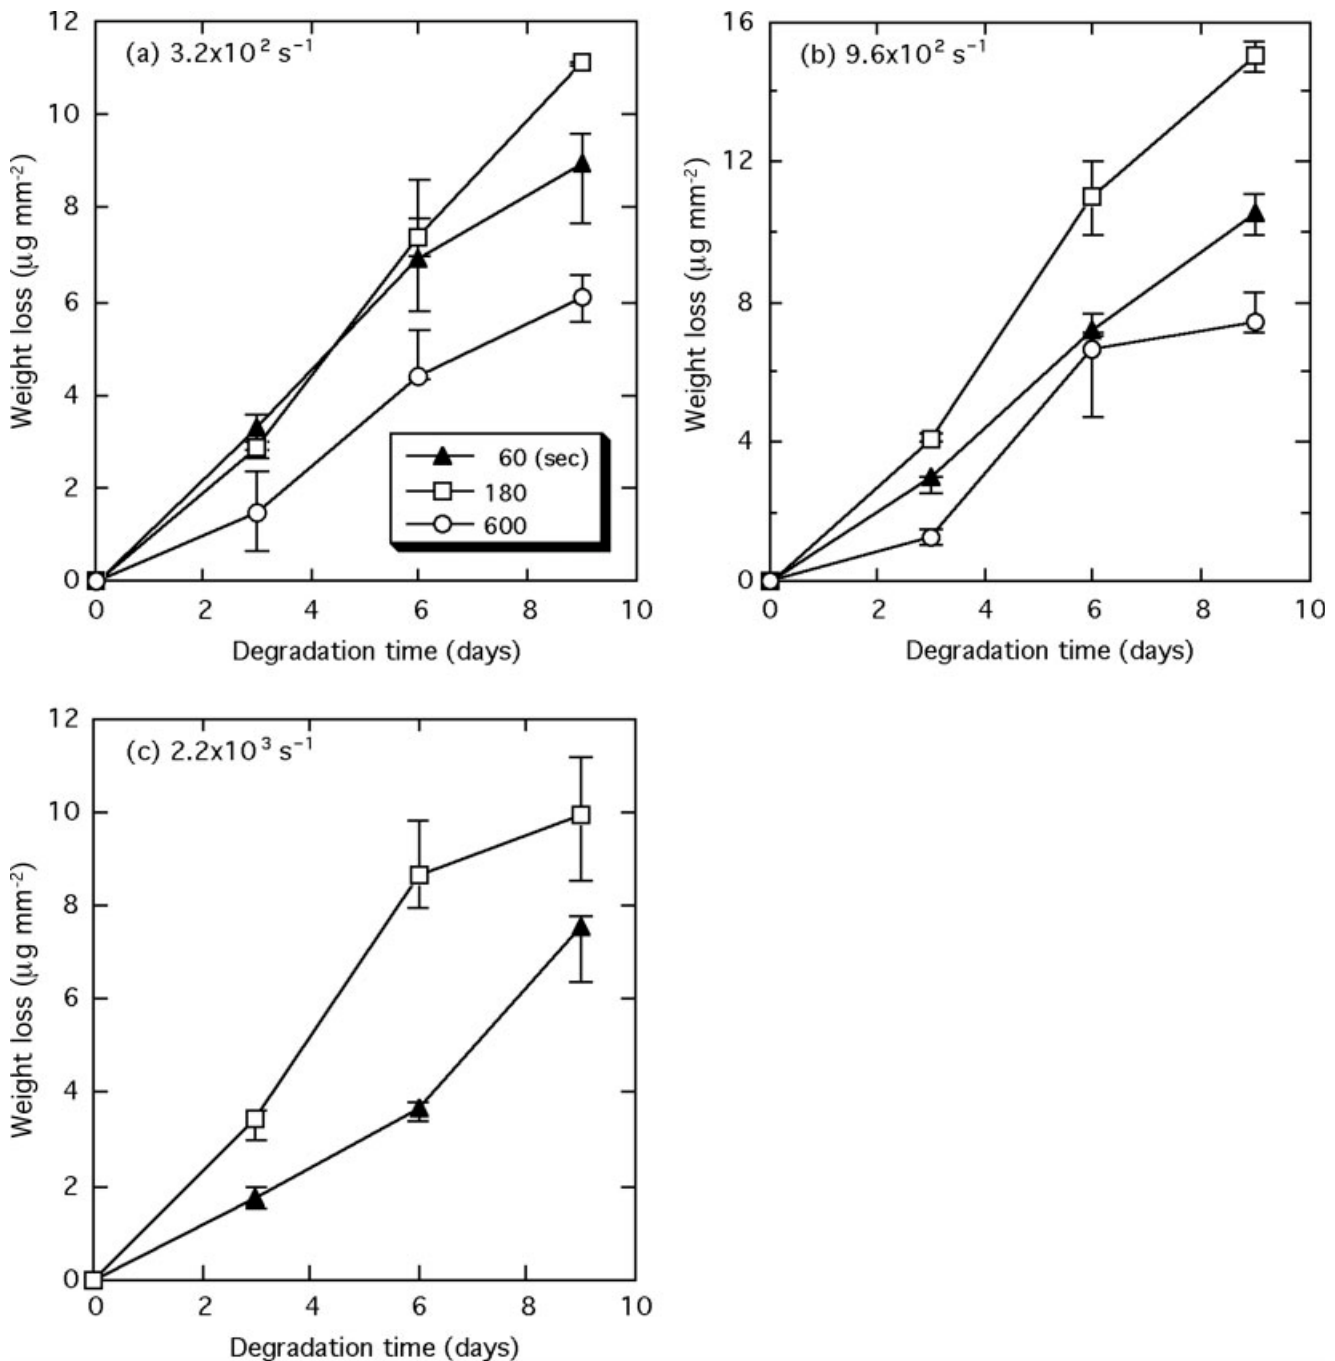 (a) 3.2x10² s⁻¹
12
10
8
6
4
2
0
Weight loss (µg mm⁻²)
60 (sec)
180
600
0 2 4 6 8 10
Degradation time (days)
(b) 9.6x10² s⁻¹
16
12
8
4
0
Weight loss (µg mm⁻²)
0 2 4 6 8 10
Degradation time (days)
(c) 2.2x10³ s⁻¹
12
10
8
6
4
2
0
Weight loss (µg mm⁻²)
0 2 4 6 8 10
Degradation time (days)